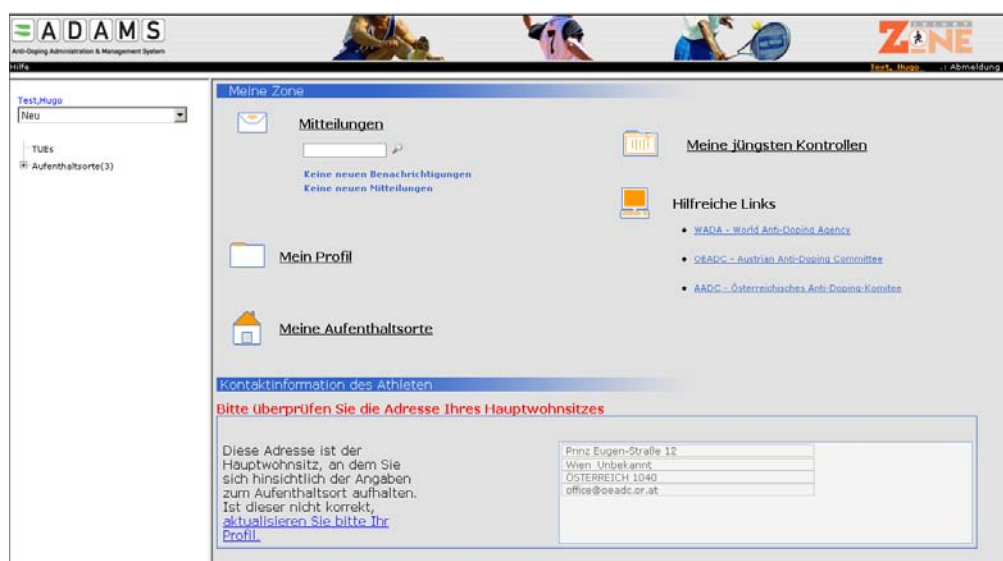 ADAMS
Anti-Doping Administration & Management System
ZONE
Hilfe
Test, Hugo .: Abmeldung
Test,Hugo
Neu
TUEs
Aufenthaltsorte(3)
Meine Zone
Mitteilungen
Keine neuen Benachrichtigungen
Keine neuen Mitteilungen
Mein Profil
Meine Aufenthaltsorte
Meine jüngsten Kontrollen
Hilfreiche Links
WADA - World Anti-Doping Agency
OEADC - Austrian Anti-Doping Committee
AADC - Österreichisches Anti-Doping-Komitee
Kontaktinformation des Athleten
Bitte überprüfen Sie die Adresse Ihres Hauptwohnsitzes
Diese Adresse ist der
Hauptwohnsitz, an dem Sie
sich hinsichtlich der Angaben
zum Aufenthaltsort aufhalten.
Ist dieser nicht korrekt,
aktualisieren Sie bitte Ihr
Profil.
Prinz Eugen-Straße 12
Wien Unbekannt
ÖSTERREICH 1040
office@oeadc.or.at